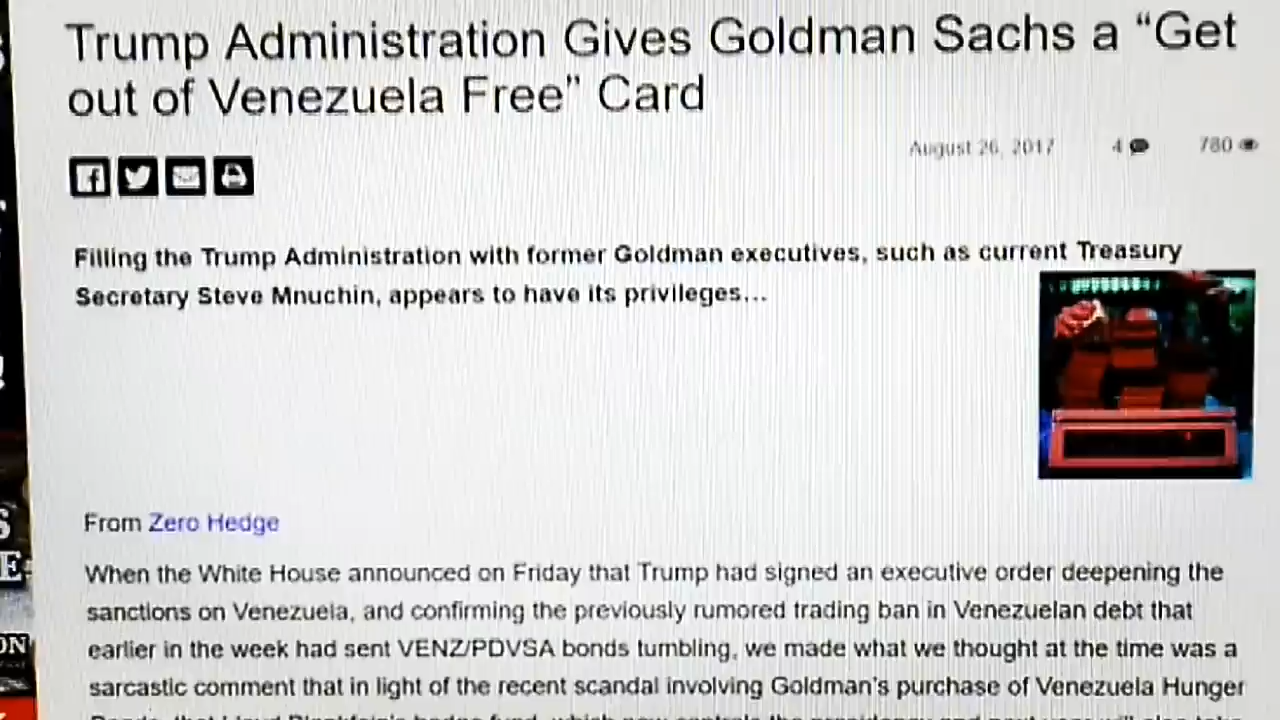 Trump Administration Gives Goldman Sachs a “Get
out of Venezuela Free” Card
August 26, 2017 4 780
Filling the Trump Administration with former Goldman executives, such as current Treasury
Secretary Steve Mnuchin, appears to have its privileges...
From Zero Hedge
When the White House announced on Friday that Trump had signed an executive order deepening the
sanctions on Venezuela, and confirming the previously rumored trading ban in Venezuelan debt that
earlier in the week had sent VENZ/PDVSA bonds tumbling, we made what we thought at the time was a
sarcastic comment that in light of the recent scandal involving Goldman's purchase of Venezuela Hunger